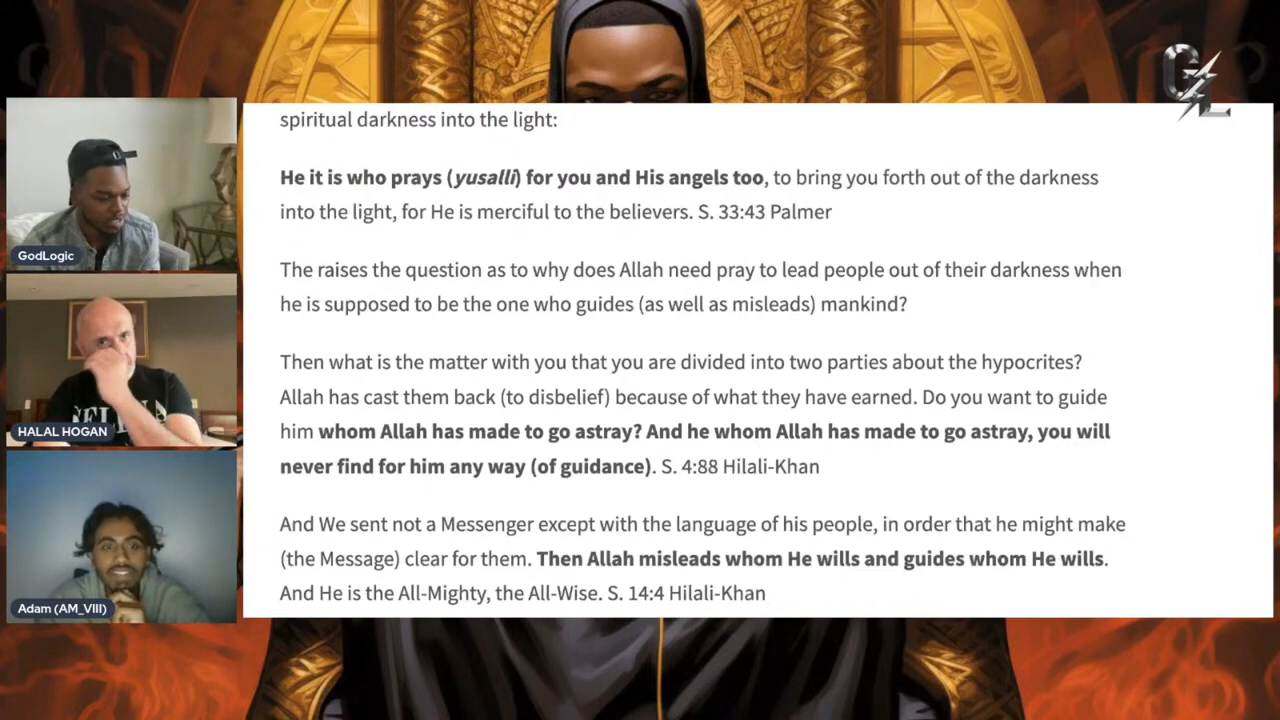 spiritual darkness into the light:
He it is who prays (yusalli) for you and His angels too, to bring you forth out of the darkness
into the light, for He is merciful to the believers. S. 33:43 Palmer
The raises the question as to why does Allah need pray to lead people out of their darkness when
he is supposed to be the one who guides (as well as misleads) mankind?
Then what is the matter with you that you are divided into two parties about the hypocrites?
Allah has cast them back (to disbelief) because of what they have earned. Do you want to guide
him whom Allah has made to go astray? And he whom Allah has made to go astray, you will
never find for him any way (of guidance). S. 4:88 Hilali-Khan
And We sent not a Messenger except with the language of his people, in order that he might make
(the Message) clear for them. Then Allah misleads whom He wills and guides whom He wills.
And He is the All-Mighty, the All-Wise. S. 14:4 Hilali-Khan
GodLogic
HALAL HOGAN
Adam (AM_VIII)
GL